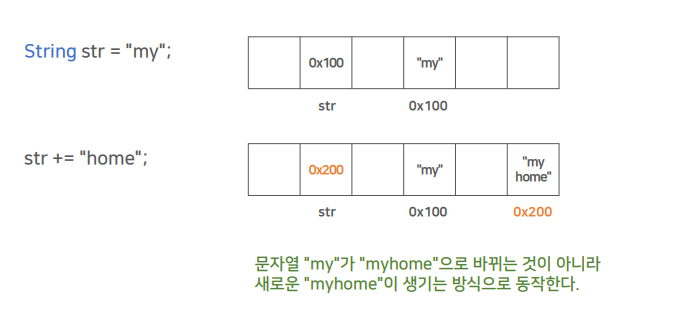 String str = "my";
0x100 "my"
str 0x100
str += "home";
0x200 "my" "my
home"
str 0x100 0x200
문자열 "my"가 "myhome"으로 바뀌는 것이 아니라
새로운 "myhome"이 생기는 방식으로 동작한다.